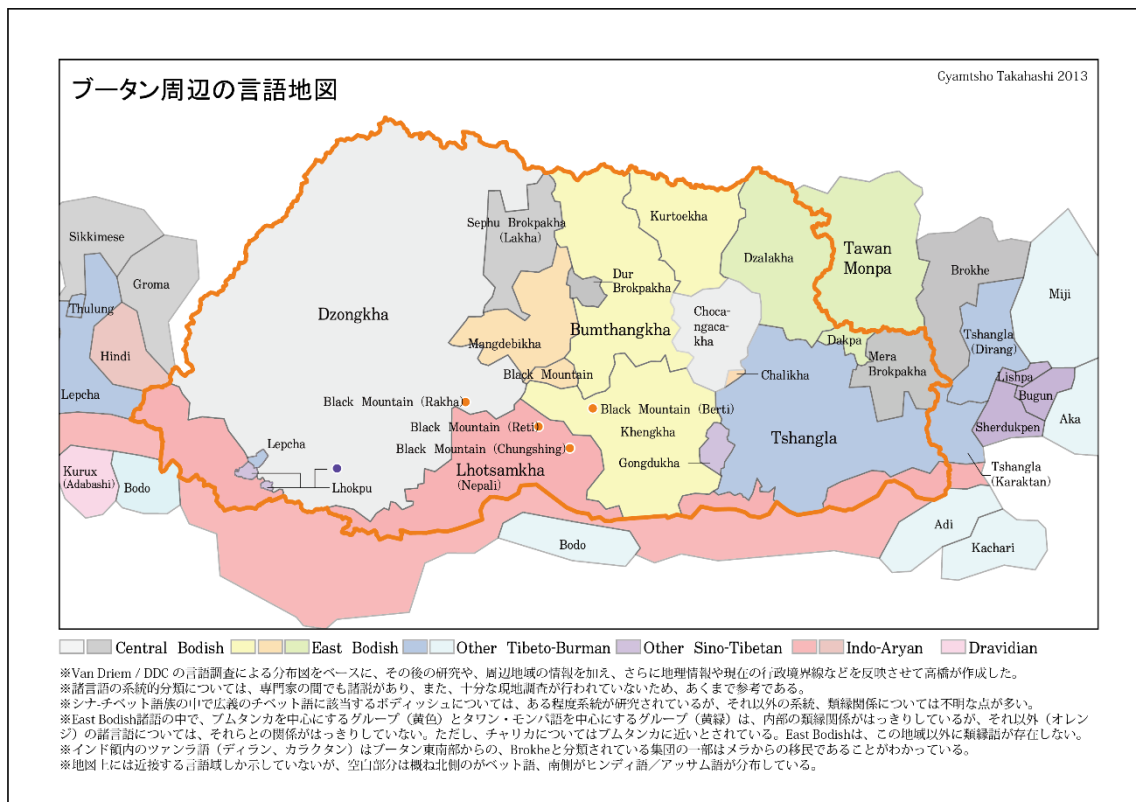 ブータン周辺の言語地図
Gyamtsho Takahashi 2013
Sikkimese
Groma
Thulung
Hindi
Lepcha
Kurux
(Adabashi)
Bodo
Dzongkha
Sephu Brokpakha
(Lakha)
Mangdebikha
Black Mountain
Black Mountain (Rakha)
Black Mountain (Reti)
Black Mountain (Chungshing)
Lhotsamkha
(Nepali)
Lepcha
Lhokpu
Kurtoekha
Dur
Brokpakha
Bumthangkha
Chocangaca-
kha
Dzalakha
Tawan
Monpa
Dakpa
Mera
Brokpakha
Chalikha
Black Mountain (Berti)
Khengkha
Gongdukha
Tshangla
Brokhe
Miji
Tshangla
(Dirang)
Lishpa
Bugun
Sherdukpen
Aka
Tshangla
(Karaktan)
Bodo
Adi
Kachari
Central Bodish East Bodish Other Tibeto-Burman Other Sino-Tibetan Indo-Aryan Dravidian
※Van Driem / DDC の言語調査による分布図をベースに、その後の研究や、周辺地域の情報を加え、さらに地理情報や現在の行政境界線などを反映させて高橋が作成した。
※諸言語の系統的分類については、専門家の間でも諸説があり、また、十分な現地調査が行われていないため、あくまで参考である。
※シナ-チベット語族の中で広義のチベット語に該当するボディッシュについては、ある程度系統が研究されているが、それ以外の系統、類縁関係については不明な点が多い。
※East Bodish諸語の中で、ブムタンカを中心にするグループ（黄色）とタワン・モンパ語を中心にするグループ（黄緑）は、内部の類縁関係がはっきりしているが、それ以外（オレン
ジ）の諸言語については、それらとの関係がはっきりしていない。ただし、チャリカについてはブムタンカに近いとされている。East Bodishは、この地域以外に類縁語が存在しない。
※インド領内のツァンラ語（ディラン、カラクタン）はブータン東南部からの、Brokheと分類されている集団の一部はメラからの移民であることがわかっている。
※地図上には近接する言語域しか示していないが、空白部分は概ね北側のがベット語、南側がヒンディ語／アッサム語が分布している。